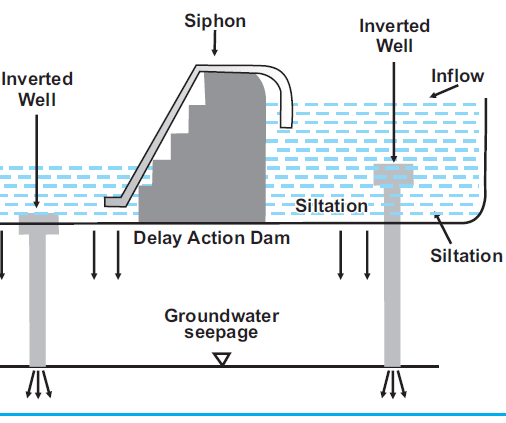 Siphon
Inverted
Well
Inflow
Inverted
Well
Siltation
Delay Action Dam
Siltation
Groundwater
seepage